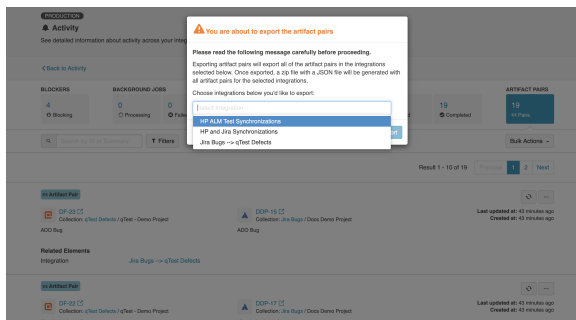 PRODUCTION
Activity
See detailed information about activity across your integ
Back to Activity
BLOCKERS
BACKGROUND JOBS
ARTIFACT PAIRS
4
Blocking
0
Processing
0
19
Completed
19
Pairs
Search by ID or Summary
Filters
Bulk Actions
You are about to export the artifact pairs
Please read the following message carefully before proceeding.
Exporting artifact pairs will export all of the artifact pairs in the integrations
selected below. Once exported, a zip file with a JSON file will be generated with
all artifact pairs for the selected integrations.
Choose integrations below you'd like to export:
Select Integration
HP ALM Test Synchronizations
HP and Jira Synchronizations
Jira Bugs --> qTest Defects
Result 1 - 10 of 19
Previous
1
2
Next
Artifact Pair
DF-23
Collection: qTest Defects / qTest - Demo Project
ADO Bug
DDP-15
Collection: Jira Bugs / Docs Demo Project
ADO Bug
Last updated at: 43 minutes ago
Created at: 43 minutes ago
Related Elements
Integration
Jira Bugs --> qTest Defects
Artifact Pair
DF-22
Collection: qTest Defects / qTest - Demo Project
DDP-17
Collection: Jira Bugs / Docs Demo Project
Last updated at: 43 minutes ago
Created at: 43 minutes ago